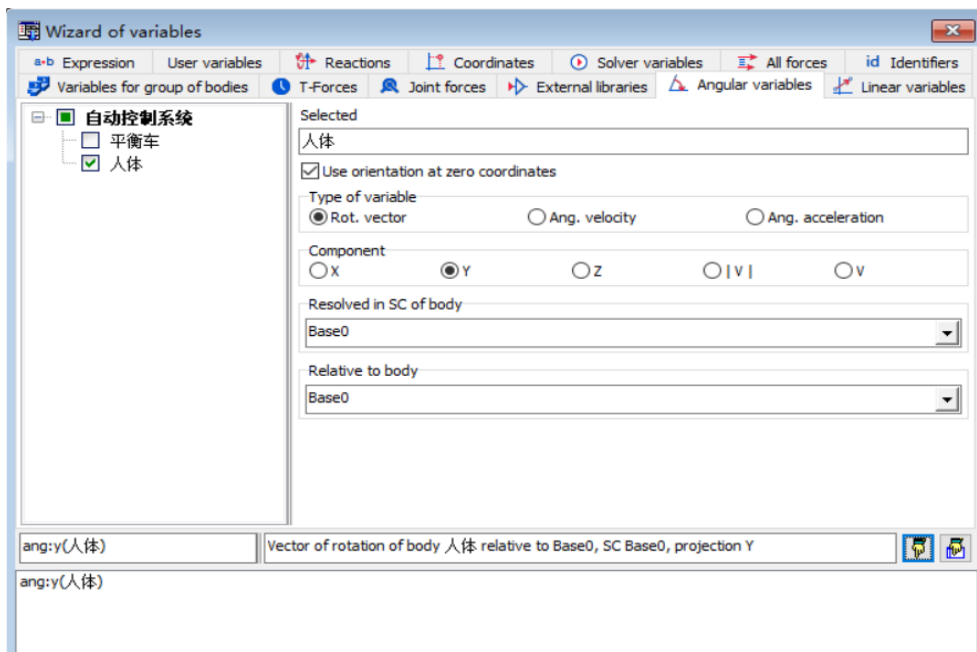 Wizard of variables
a+b Expression User variables Reactions Coordinates Solver variables All forces id Identifiers
Variables for group of bodies T-Forces Joint forces External libraries Angular variables Linear variables
自动控制系统
平衡车
人体
Selected
人体
Use orientation at zero coordinates
Type of variable
Rot. vector Ang. velocity Ang. acceleration
Component
X Y Z | V | V
Resolved in SC of body
Base0
Relative to body
Base0
ang:y(人体) Vector of rotation of body 人体 relative to Base0, SC Base0, projection Y
ang:y(人体)